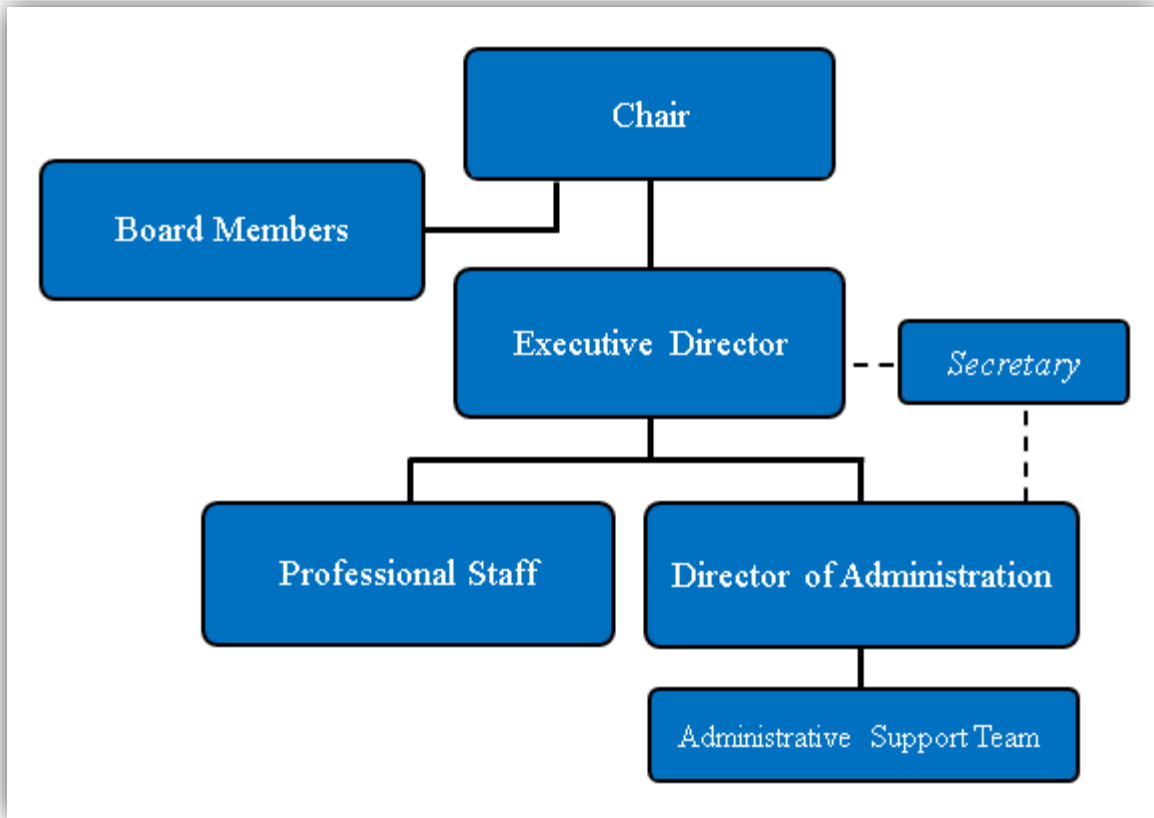 Chair
Board Members
Executive Director
Secretary
Professional Staff
Director of Administration
Administrative Support Team